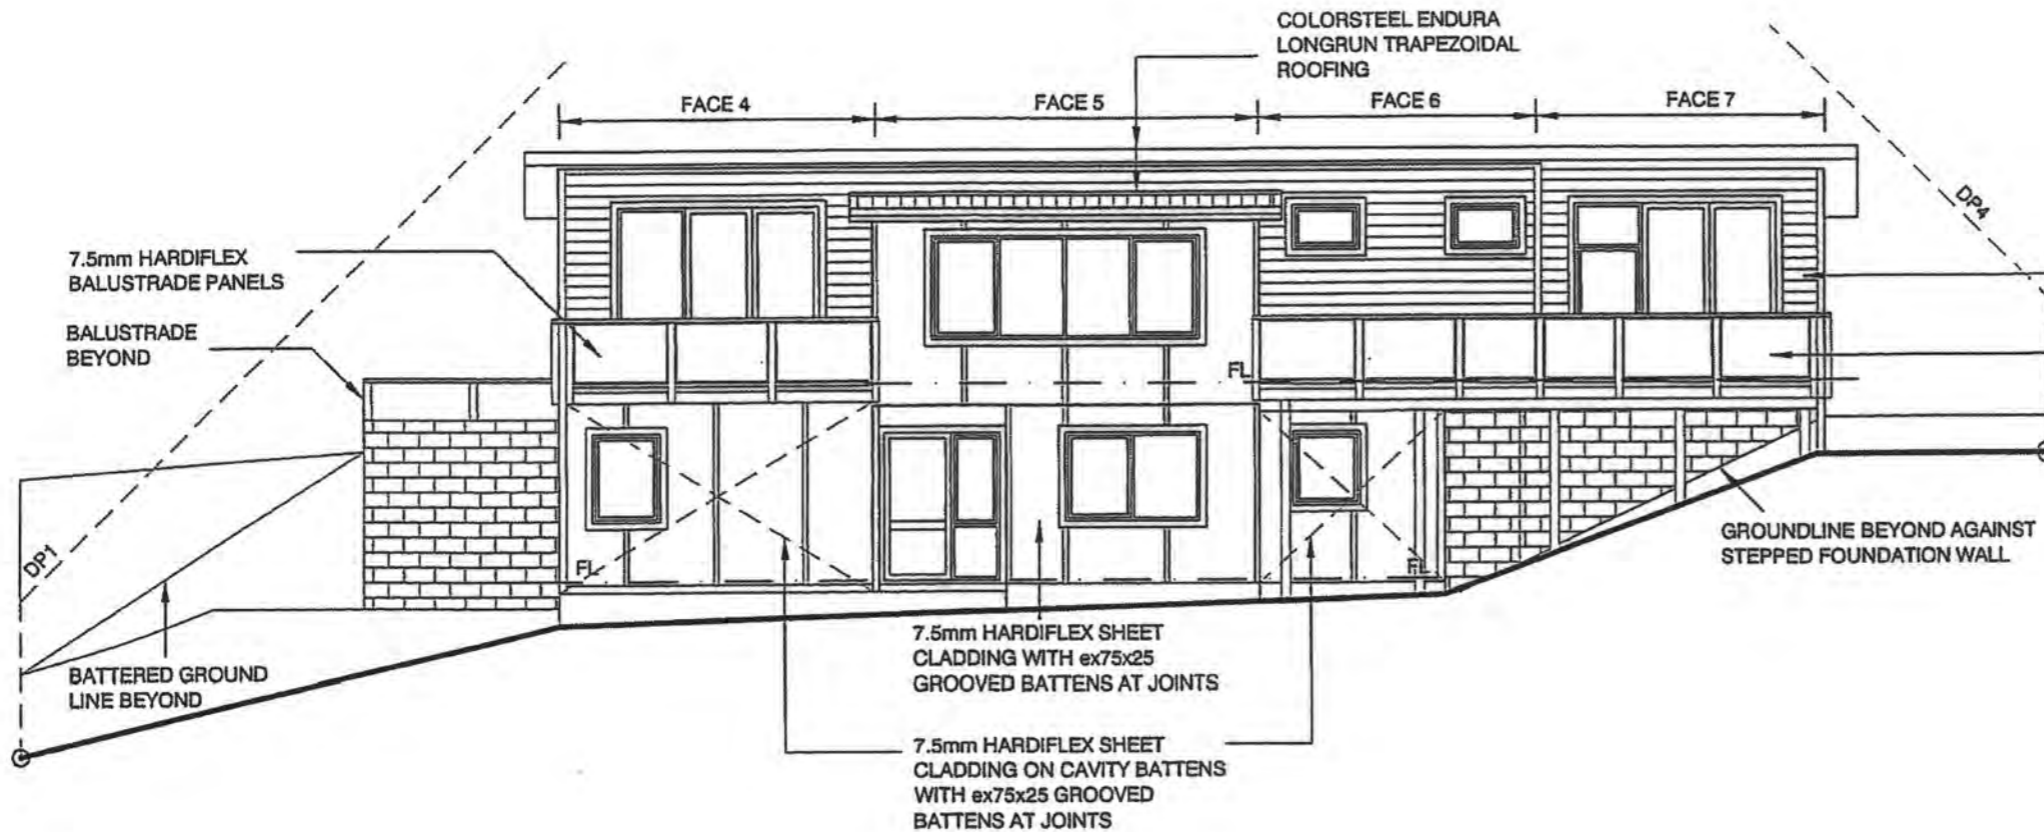 COLORSTEEL ENDURA
LONGRUN TRAPEZOIDAL
ROOFING
FACE 4
FACE 5
FACE 6
FACE 7
DP4
7.5mm HARDIFLEX
BALUSTRADE PANELS
BALUSTRADE
BEYOND
FL
DP1
FL
FL
GROUNDLINE BEYOND AGAINST
STEPPED FOUNDATION WALL
BATTERED GROUND
LINE BEYOND
7.5mm HARDIFLEX SHEET
CLADDING WITH ex75x25
GROOVED BATTENS AT JOINTS
7.5mm HARDIFLEX SHEET
CLADDING ON CAVITY BATTENS
WITH ex75x25 GROOVED
BATTENS AT JOINTS